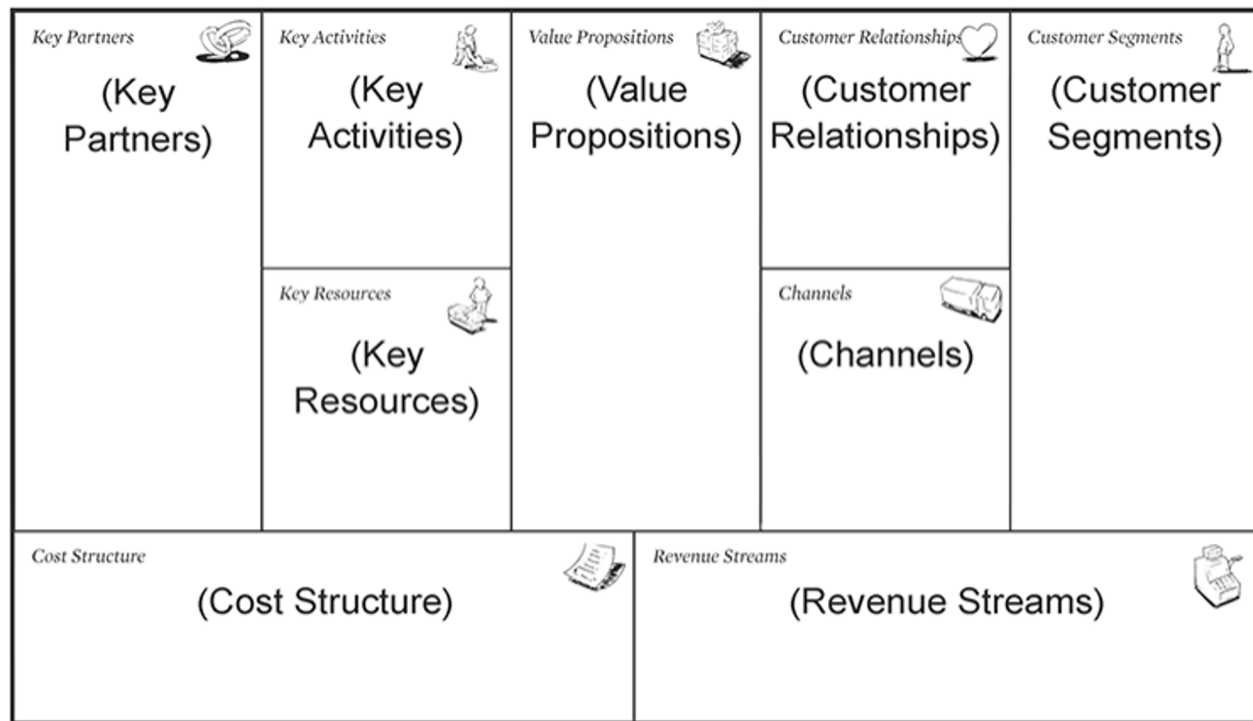 Key Partners
(Key
Partners)
Key Activities
(Key
Activities)
Key Resources
(Key
Resources)
Value Propositions
(Value
Propositions)
Customer Relationships
(Customer
Relationships)
Channels
(Channels)
Customer Segments
(Customer
Segments)
Cost Structure
(Cost Structure)
Revenue Streams
(Revenue Streams)